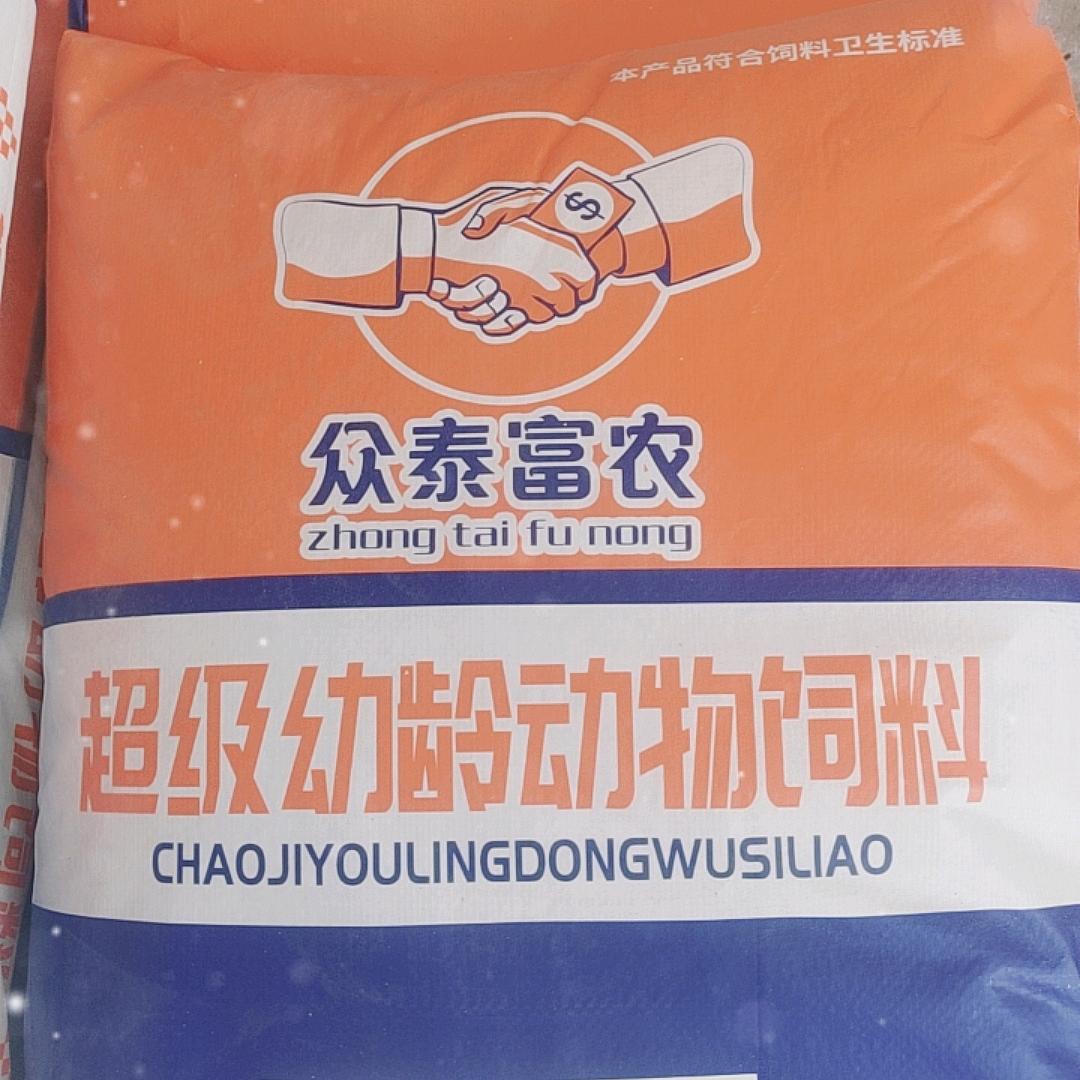 本产品符合饲料卫生标准
$
众泰富农
zhong tai fu nong
超级幼龄动物饲料
CHAOJIYOULINGDONGWUSILIAO